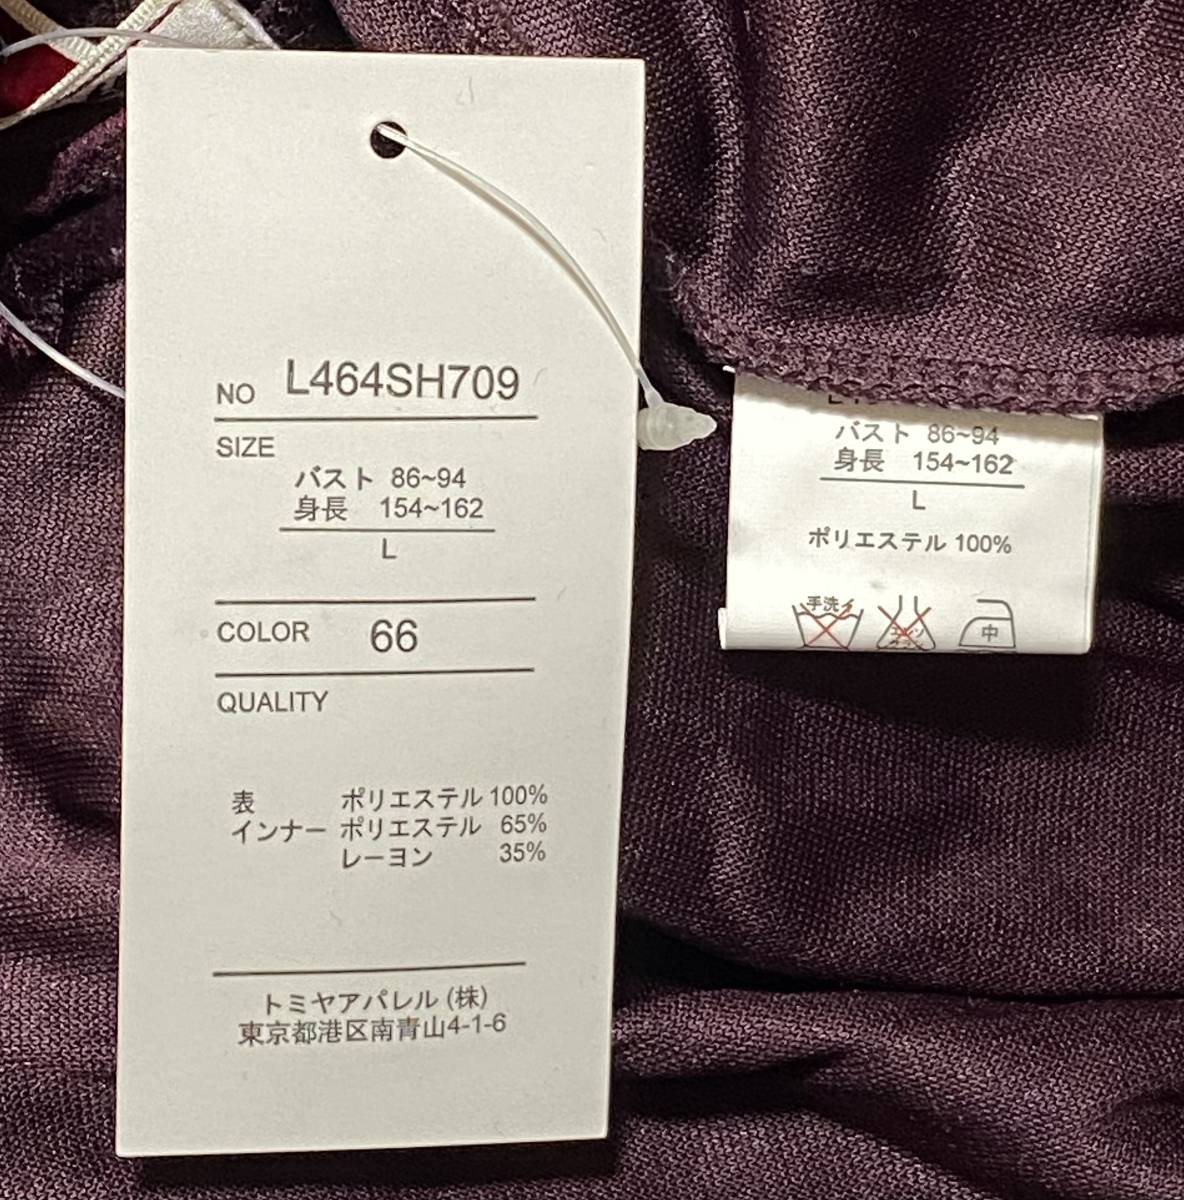 NO L464SH709
SIZE
バスト 86~94
身長 154~162
L
COLOR 66
QUALITY
表 ポリエステル 100%
インナー ポリエステル 65%
レーヨン 35%
トミヤアパレル (株)
東京都港区南青山4-1-6
バスト 86~94
身長 154~162
L
ポリエステル 100%
手洗イ
中